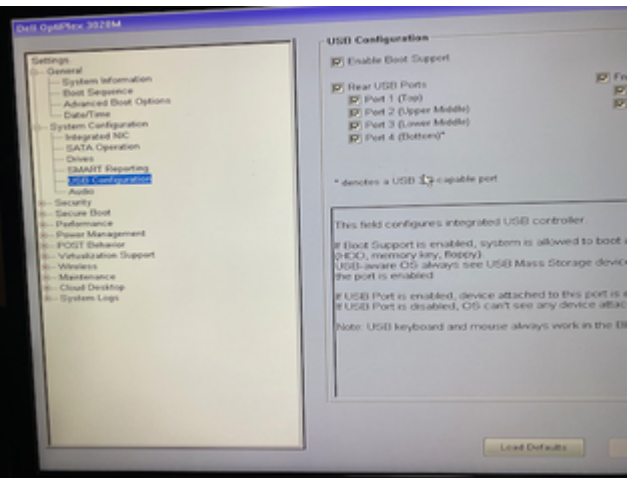 Dell OptiPlex 3020M
Settings
General
System Information
Boot Sequence
Advanced Boot Options
Date/Time
System Configuration
Integrated NIC
SATA Operation
Drives
SMART Reporting
USB Configuration
Audio
Security
Secure Boot
Performance
Power Management
POST Behavior
Virtualization Support
Wireless
Maintenance
Cloud Desktop
System Logs
USB Configuration
Enable Boot Support
Rear USB Ports
Port 1 (Top)
Port 2 (Upper Middle)
Port 3 (Lower Middle)
Port 4 (Bottom)*
* denotes a USB -capable port
This field configures integrated USB controller.
If Boot Support is enabled, system is allowed to boot
(HDD, memory key, floppy).
USB-aware OS always see USB Mass Storage
the port is enabled
If USB Port is enabled, device attached to this port is
If USB Port is disabled, OS can't see any device
Note: USB keyboard and mouse always work in the
Load Defaults